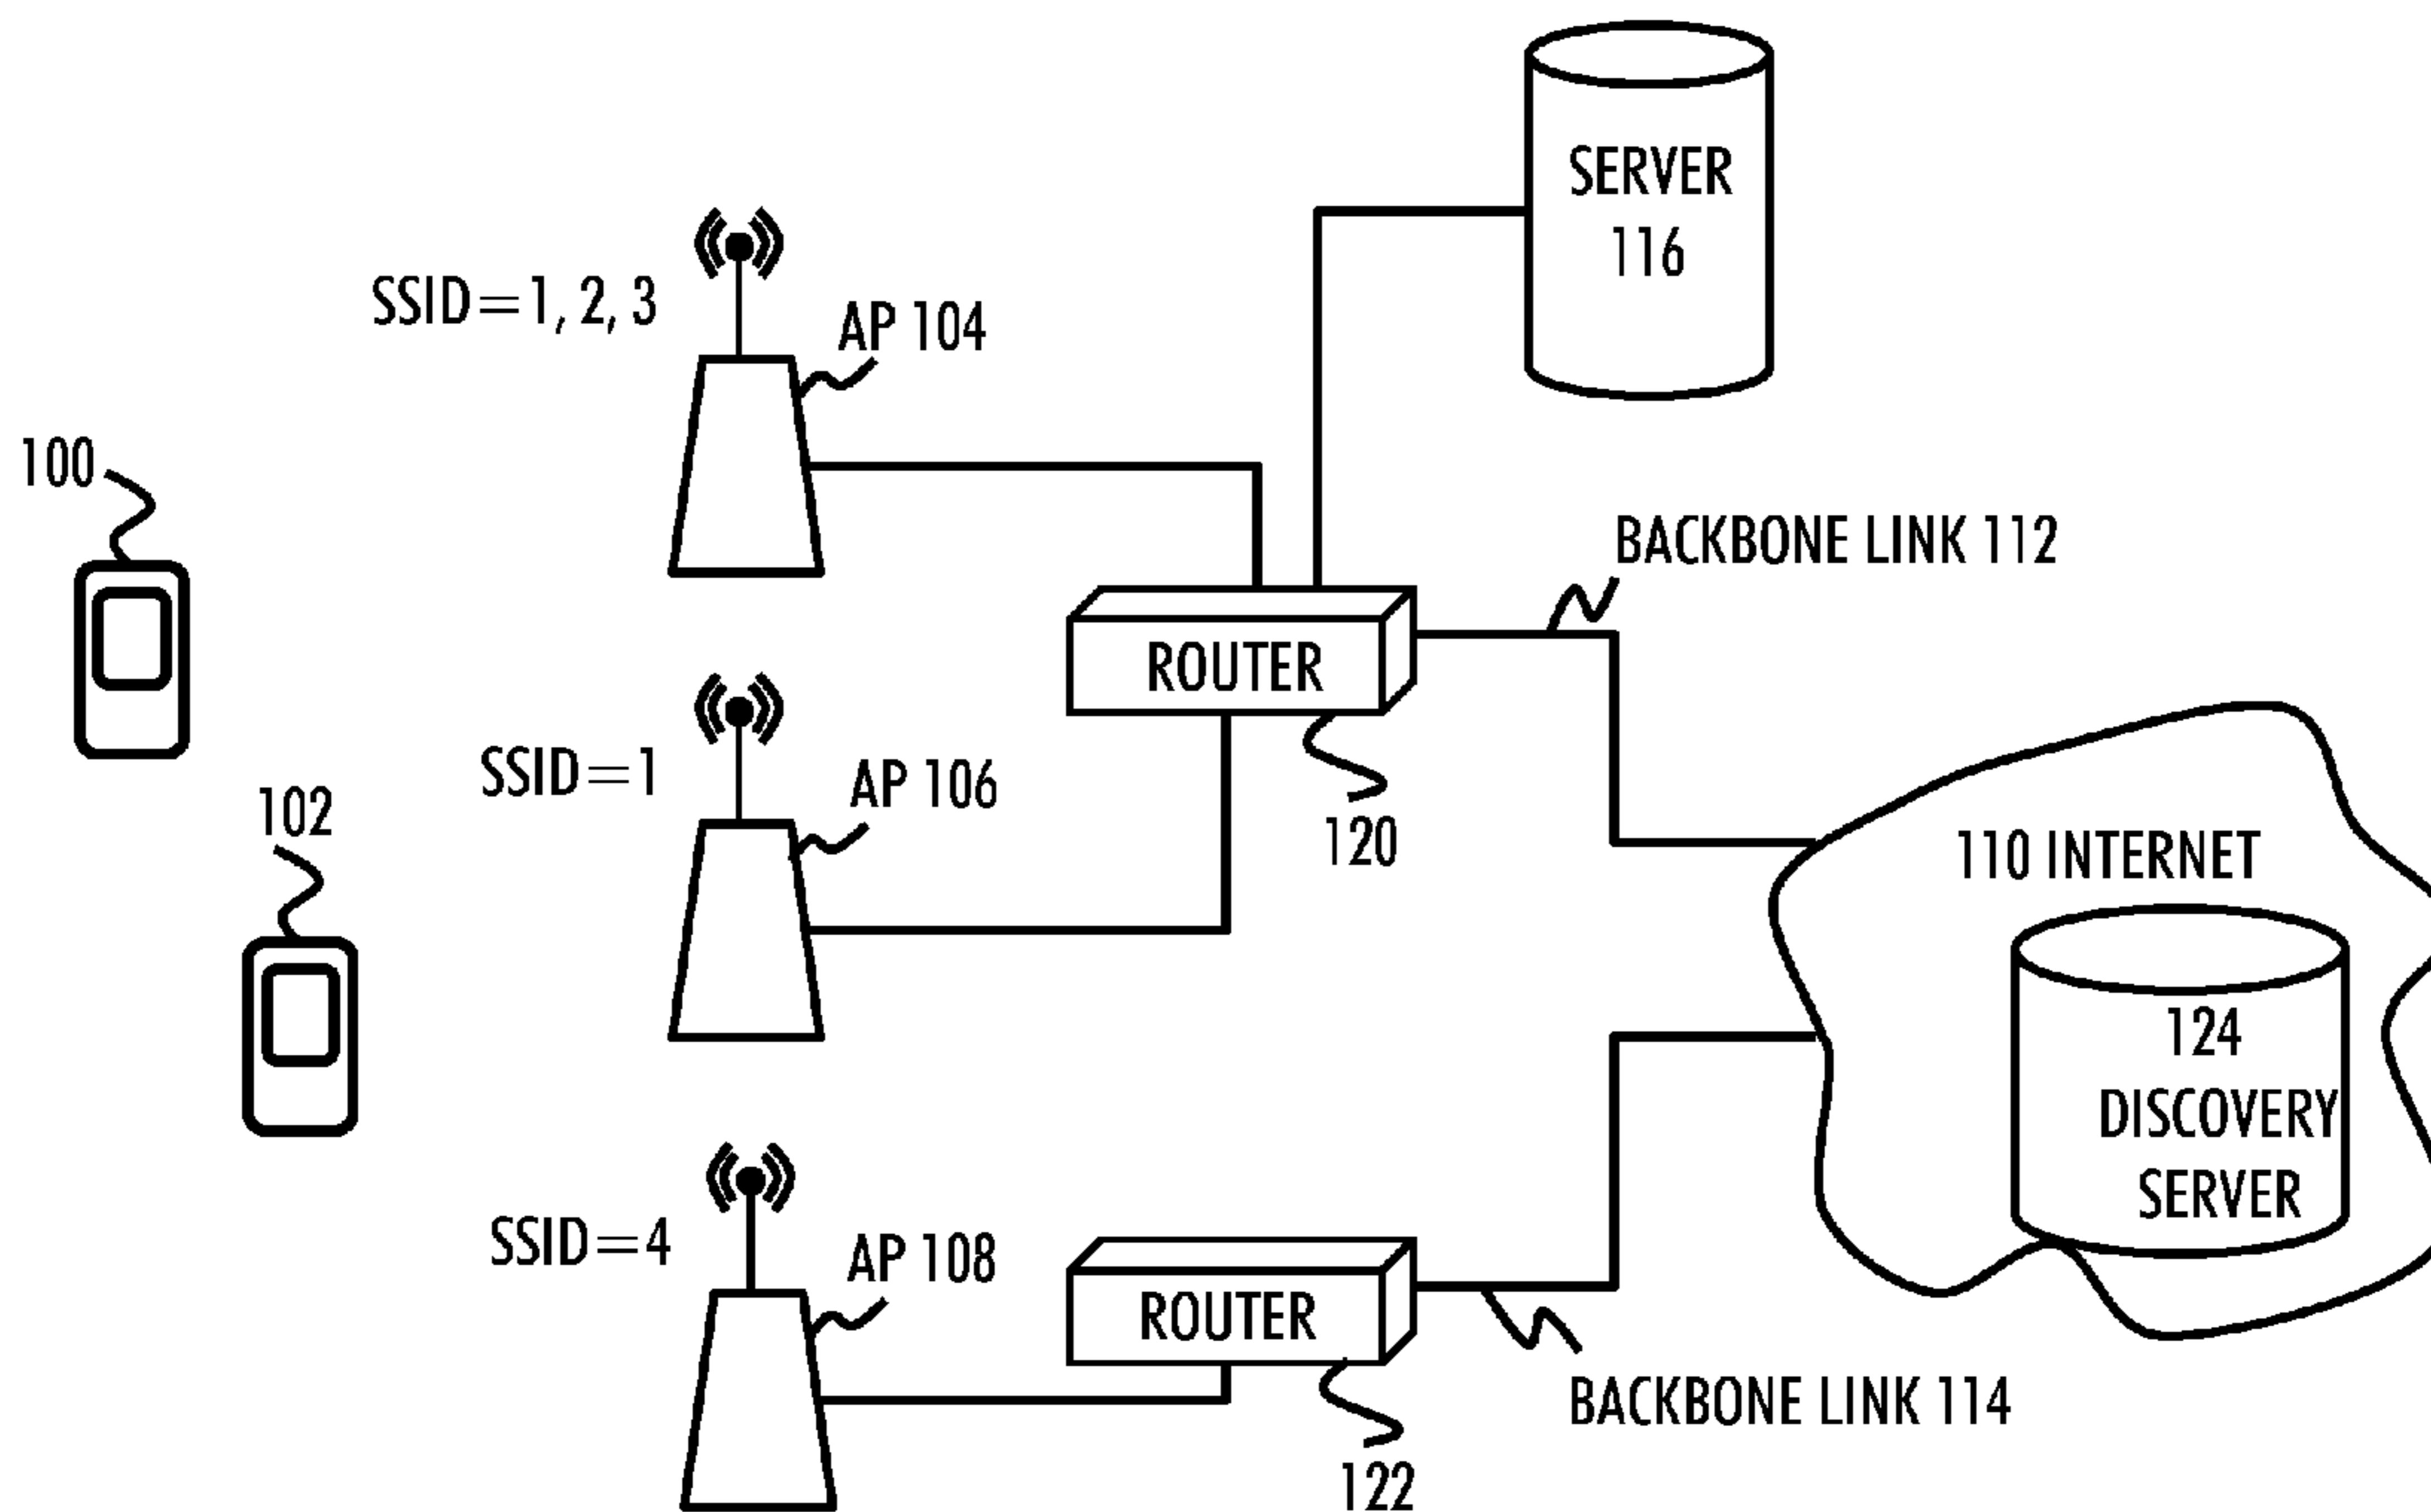 SERVER
116
SSID=1, 2, 3
AP 104
100
BACKBONE LINK 112
ROUTER
SSID=1
AP 106
102
120
110 INTERNET
124
DISCOVERY
SERVER
SSID=4
AP 108
ROUTER
BACKBONE LINK 114
122